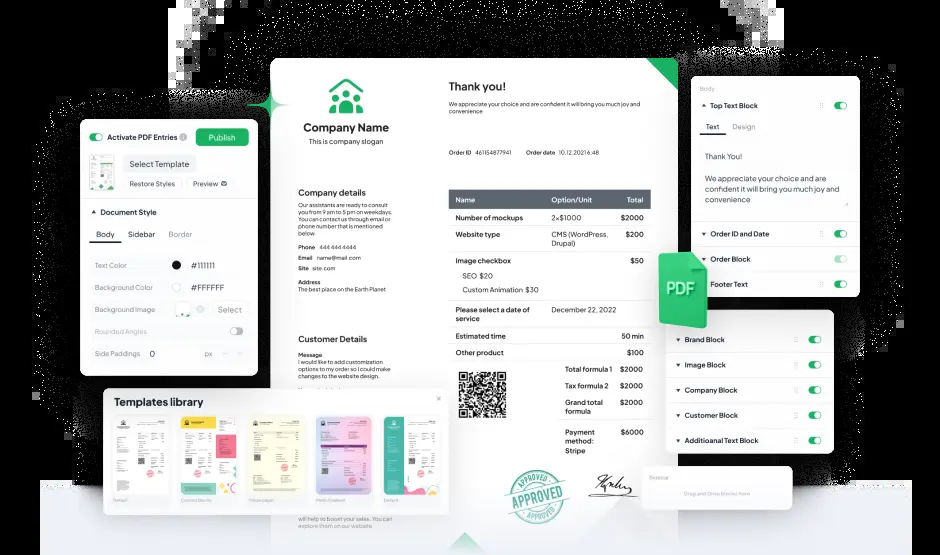 Activate PDF Entries
Publish
Select Template
Restore Styles
Preview
Document Style
Body
Sidebar
Border
Text Color
#111111
Background Color
#FFFFFF
Background Image
Select
Rounded Angles
Side Paddings
0
px
Company Name
This is company slogan
Company details
Our assistants are ready to consult
you from 9 am to 5 pm on weekdays.
You can contact us through email or
phone number that is mentioned
below
Phone 444 444 4444
Email name@mail.com
Site site.com
Address
The best place on the Earth Planet
Customer Details
Message
I would like to add customization
options to my order so I could make
changes to the website design.
Thank you!
We appreciate your choice and are confident it will bring you much joy and
convenience
Order ID 461154877941 Order date 10.12.2021 6:48
Name Option/Unit Total
Number of mockups 2x$1000 $2000
Website type CMS (WordPress, $200
Drupal)
Image checkbox $50
SEO $20
Custom Animation $30
Please select a date of December 22, 2022
service
Estimated time 50 min
Other product $100
Total formula 1 $2000
Tax formula 2 $2000
Grand total $2000
formula
Payment $6000
method:
Stripe
APPROVED
APPROVED
APPROVED
will help to boost your sales. You can
explore them on our website
Body
Top Text Block
Text
Design
Thank You!
We appreciate your choice and are
confident it will bring you much joy and
convenience
Order ID and Date
Order Block
Footer Text
PDF
Brand Block
Image Block
Company Block
Customer Block
Additioanal Text Block
Sidebar
Drag and Drop blocks here
Templates library
Default